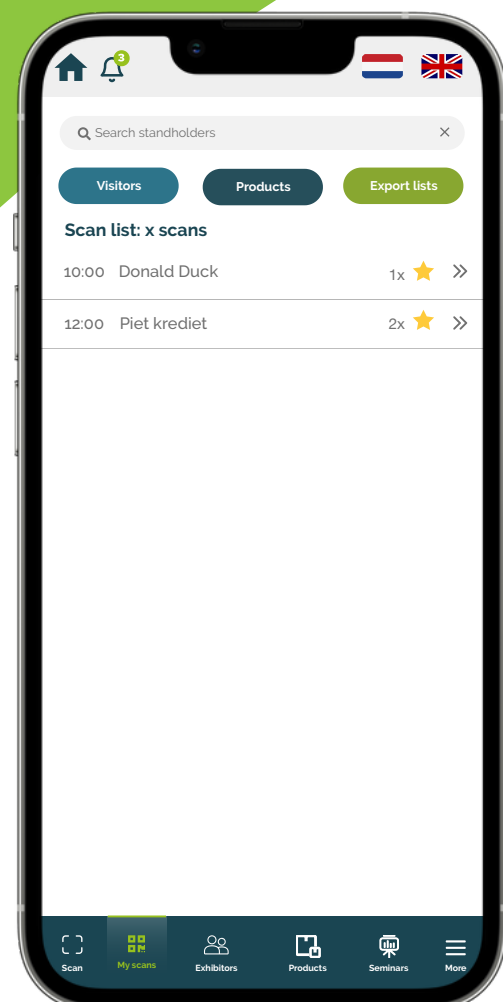 3
Search standholders
Visitors
Products
Export lists
Scan list: x scans
10:00 Donald Duck 1x
12:00 Piet krediet 2x
Scan
My scans
Exhibitors
Products
Seminars
More